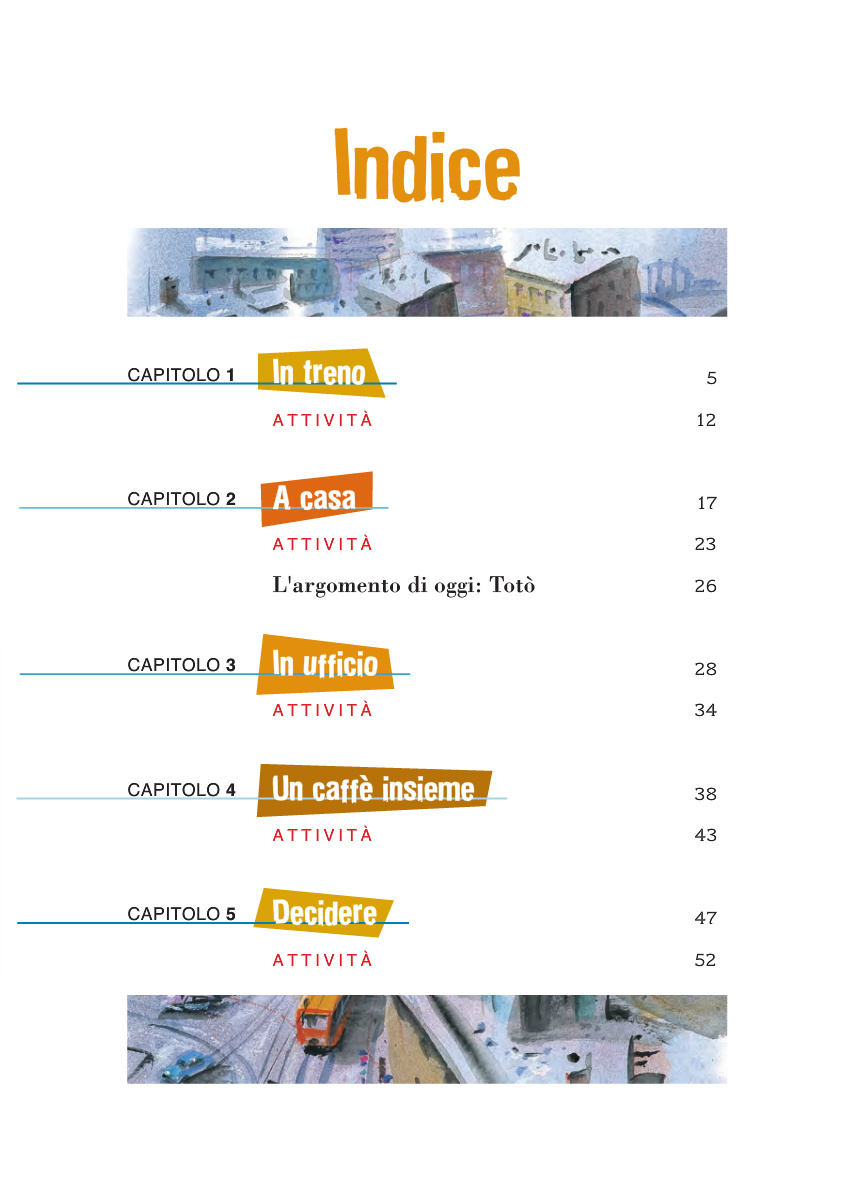 Indice
CAPITOLO 1 In treno 5
ATTIVITÀ 12
CAPITOLO 2 A casa 17
ATTIVITÀ 23
L'argomento di oggi: Totò 26
CAPITOLO 3 In ufficio 28
ATTIVITÀ 34
CAPITOLO 4 Un caffè insieme 38
ATTIVITÀ 43
CAPITOLO 5 Decidere 47
ATTIVITÀ 52